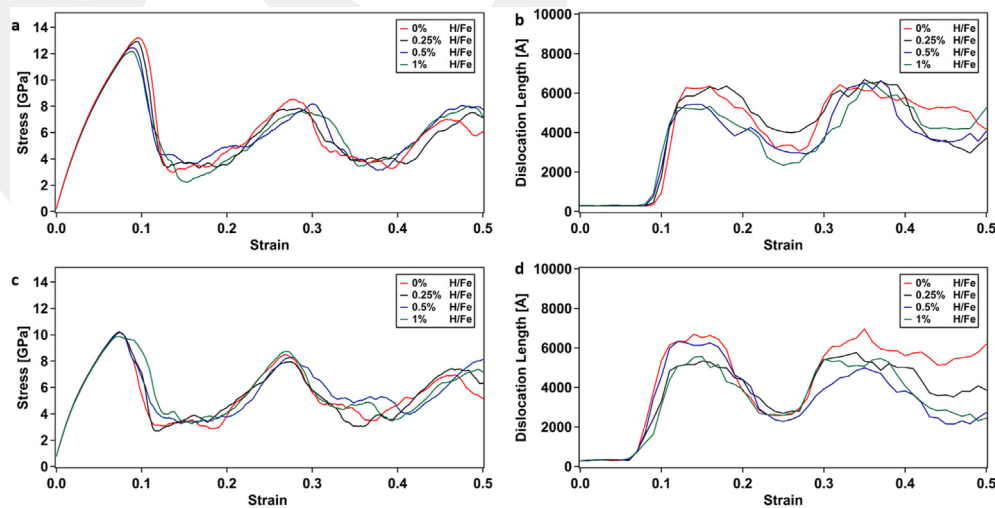 a
Stress [GPa]
14
12
10
8
6
4
2
0
0.0 0.1 0.2 0.3 0.4 0.5
Strain
0% H/Fe
0.25% H/Fe
0.5% H/Fe
1% H/Fe
b
Dislocation Length [A]
10000
8000
6000
4000
2000
0
0.0 0.1 0.2 0.3 0.4 0.5
Strain
0% H/Fe
0.25% H/Fe
0.5% H/Fe
1% H/Fe
c
Stress [GPa]
14
12
10
8
6
4
2
0
0.0 0.1 0.2 0.3 0.4 0.5
Strain
0% H/Fe
0.25% H/Fe
0.5% H/Fe
1% H/Fe
d
Dislocation Length [A]
10000
8000
6000
4000
2000
0
0.0 0.1 0.2 0.3 0.4 0.5
Strain
0% H/Fe
0.25% H/Fe
0.5% H/Fe
1% H/Fe